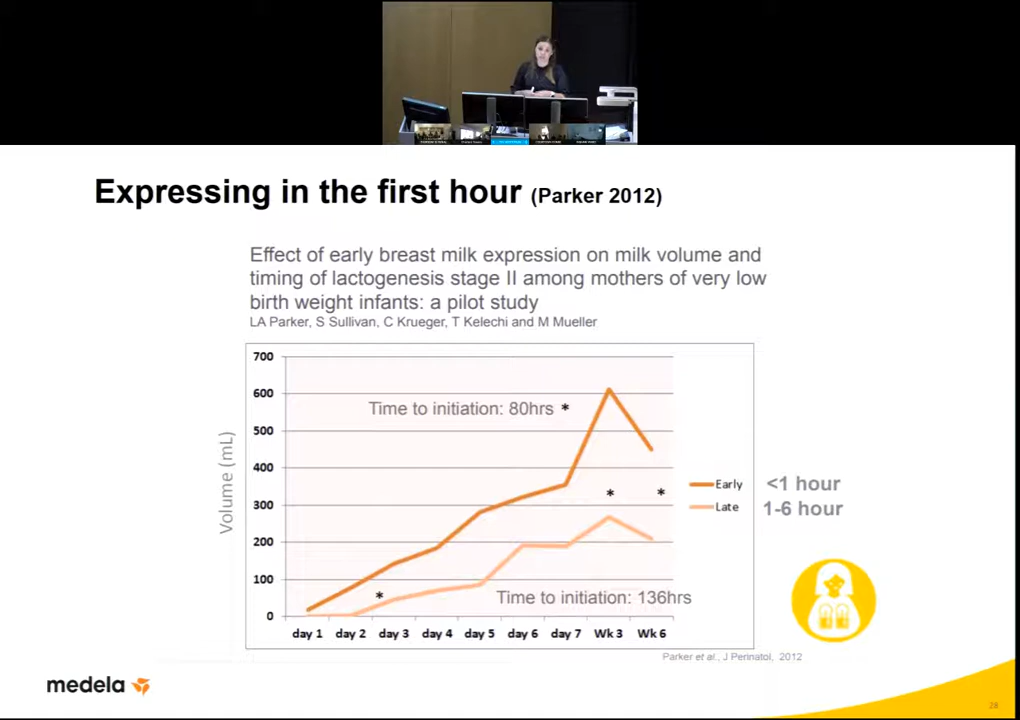 Expressing in the first hour (Parker 2012)
Effect of early breast milk expression on milk volume and
timing of lactogenesis stage II among mothers of very low
birth weight infants: a pilot study
LA Parker, S Sullivan, C Krueger, T Kelechi and M Mueller
700
600
500
400
300
200
100
0
Volume (mL)
Time to initiation: 80hrs *
* *
*
Time to initiation: 136hrs
day 1 day 2 day 3 day 4 day 5 day 6 day 7 Wk 3 Wk 6
Early <1 hour
Late 1-6 hour
Parker et al., J Perinatol, 2012
medela
28